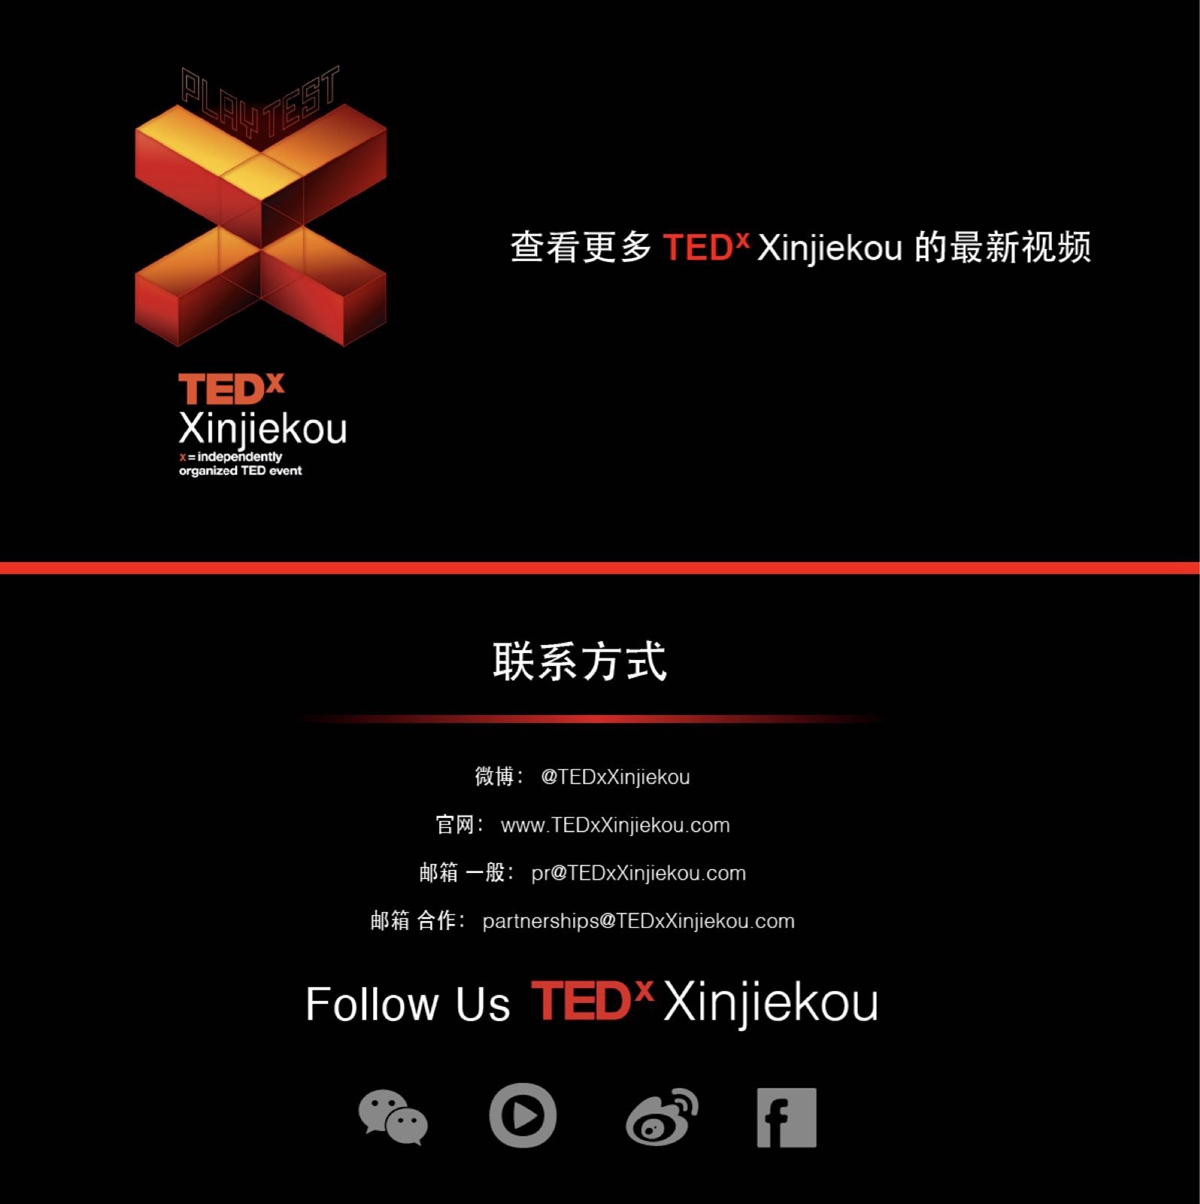 PLAYTEST
查看更多 TEDx Xinjiekou 的最新视频
TEDx
Xinjiekou
x = independently
organized TED event
联系方式
微博： @TEDxXinjiekou
官网： www.TEDxXinjiekou.com
邮箱 一般： pr@TEDxXinjiekou.com
邮箱 合作： partnerships@TEDxXinjiekou.com
Follow Us TEDx Xinjiekou